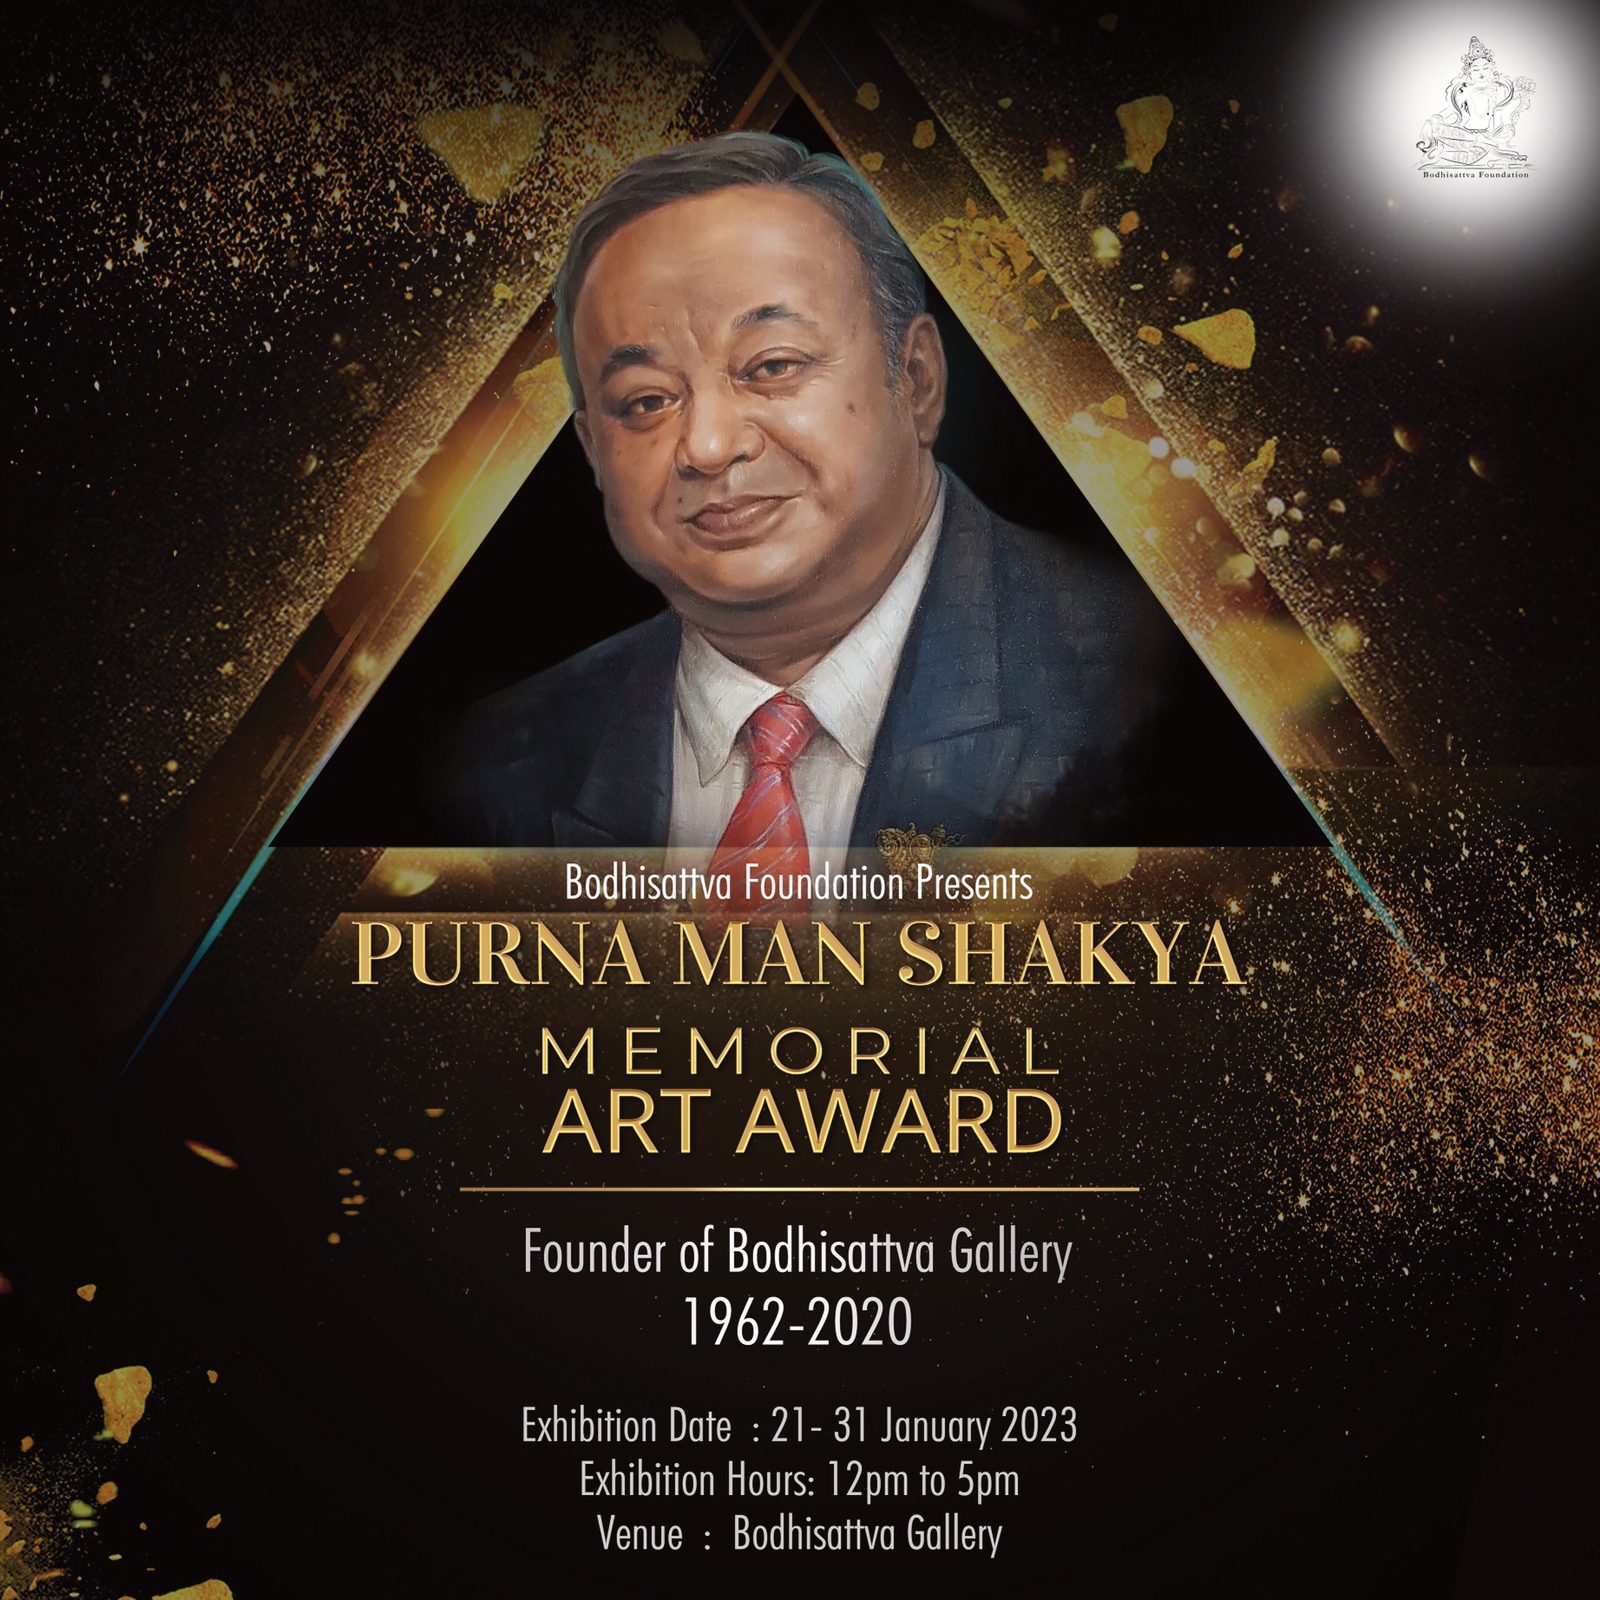 Bodhisattva Foundation
Bodhisattva Foundation Presents
PURNA MAN SHAKYA
MEMORIAL
ART AWARD
Founder of Bodhisattva Gallery
1962-2020
Exhibition Date : 21- 31 January 2023
Exhibition Hours: 12pm to 5pm
Venue : Bodhisattva Gallery